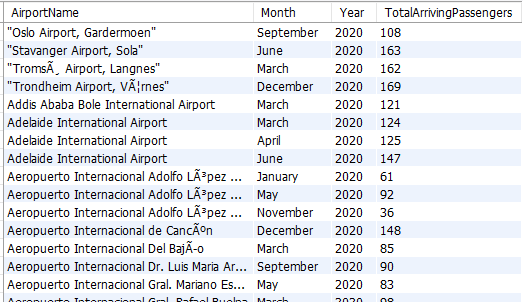 AirportName Month Year TotalArrivingPassengers
"Oslo Airport, Gardermoen" September 2020 108
"Stavanger Airport, Sola" June 2020 163
"TromsÃ¸ Airport, Langnes" March 2020 162
"Trondheim Airport, VÃ¦rnes" December 2020 169
Addis Ababa Bole International Airport March 2020 121
Adelaide International Airport March 2020 124
Adelaide International Airport April 2020 125
Adelaide International Airport June 2020 147
Aeropuerto Internacional Adolfo LÃ³pez ... January 2020 61
Aeropuerto Internacional Adolfo LÃ³pez ... May 2020 92
Aeropuerto Internacional Adolfo LÃ³pez ... November 2020 36
Aeropuerto Internacional de CancÃºn December 2020 148
Aeropuerto Internacional Del BajÃ­o March 2020 85
Aeropuerto Internacional Dr. Luis Maria Ar... September 2020 90
Aeropuerto Internacional Gral. Mariano Es... May 2020 83
Aeropuerto Internacional Gral. Rafael Buelna March 2020 98